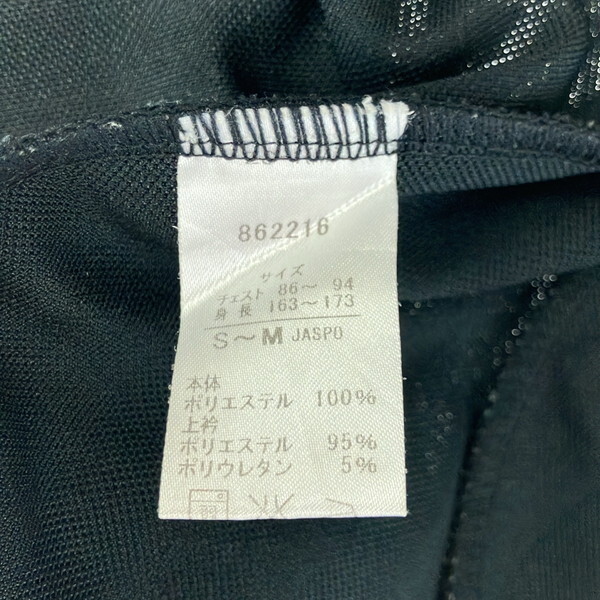 862216
サイズ
チェスト 86～ 94
身長 163～173
S～M JASPO
本体
ポリエステル 100%
上衿
ポリエステル 95%
ポリウレタン 5%